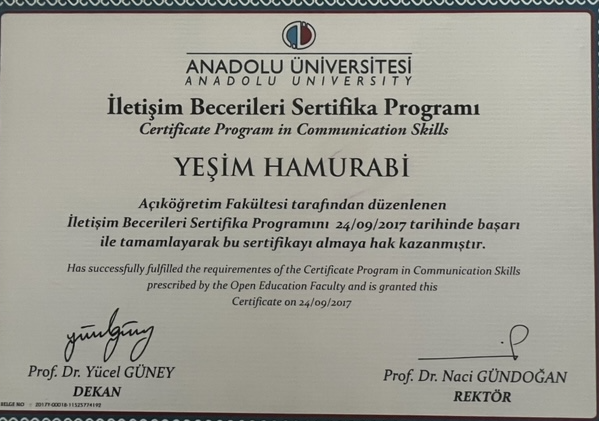 ANADOLU ÜNİVERSİTESİ
ANADOLU UNIVERSITY
İletişim Becerileri Sertifika Programı
Certificate Program in Communication Skills
YEŞİM HAMURABİ
Açıköğretim Fakültesi tarafından düzenlenen
İletişim Becerileri Sertifika Programını 24/09/2017 tarihinde başarı
ile tamamlayarak bu sertifikayı almaya hak kazanmıştır.
Has successfully fulfilled the requirementes of the Certificate Program in Communication Skills
prescribed by the Open Education Faculty and is granted this
Certificate on 24/09/2017
Prof. Dr. Yücel GÜNEY
DEKAN
Prof. Dr. Naci GÜNDOĞAN
REKTÖR
BELGE NO :